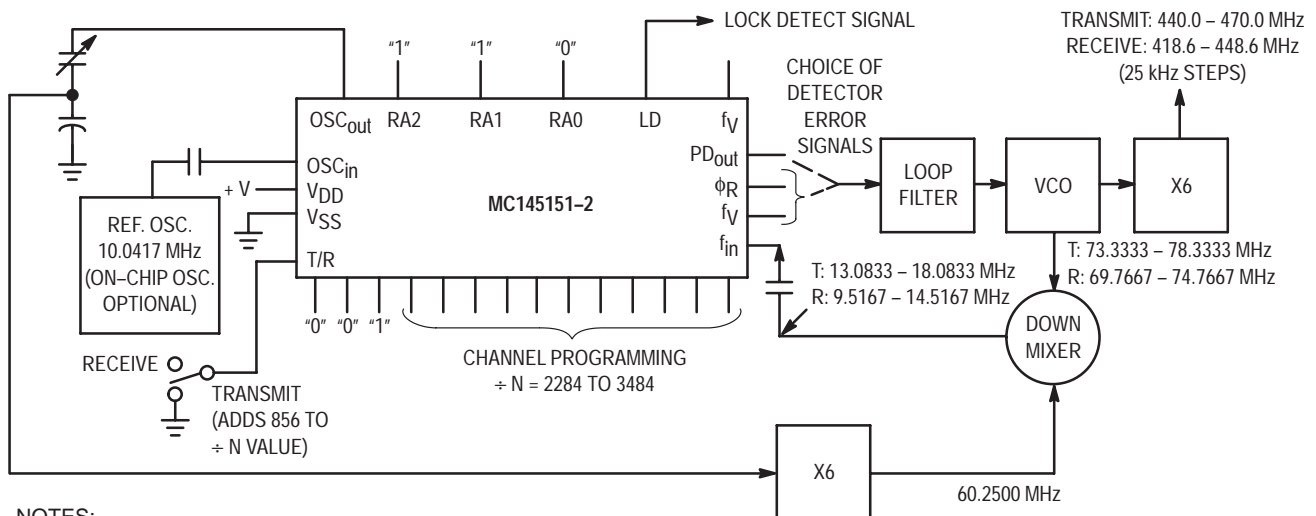 LOCK DETECT SIGNAL
TRANSMIT: 440.0 – 470.0 MHz
RECEIVE: 418.6 – 448.6 MHz
(25 kHz STEPS)
“1”
“1”
“0”
CHOICE OF
DETECTOR
ERROR
SIGNALS
OSCout
RA2
RA1
RA0
LD
fV
OSCin
+ V
VDD
VSS
T/R
MC145151–2
PDout
ϕR
fV
fin
LOOP
FILTER
VCO
X6
REF. OSC.
10.0417 MHz
(ON–CHIP OSC.
OPTIONAL)
T: 13.0833 – 18.0833 MHz
R: 9.5167 – 14.5167 MHz
T: 73.3333 – 78.3333 MHz
R: 69.7667 – 74.7667 MHz
“0”
“0”
“1”
DOWN
MIXER
RECEIVE
TRANSMIT
(ADDS 856 TO
÷ N VALUE)
CHANNEL PROGRAMMING
÷ N = 2284 TO 3484
X6
60.2500 MHz
NOTES: